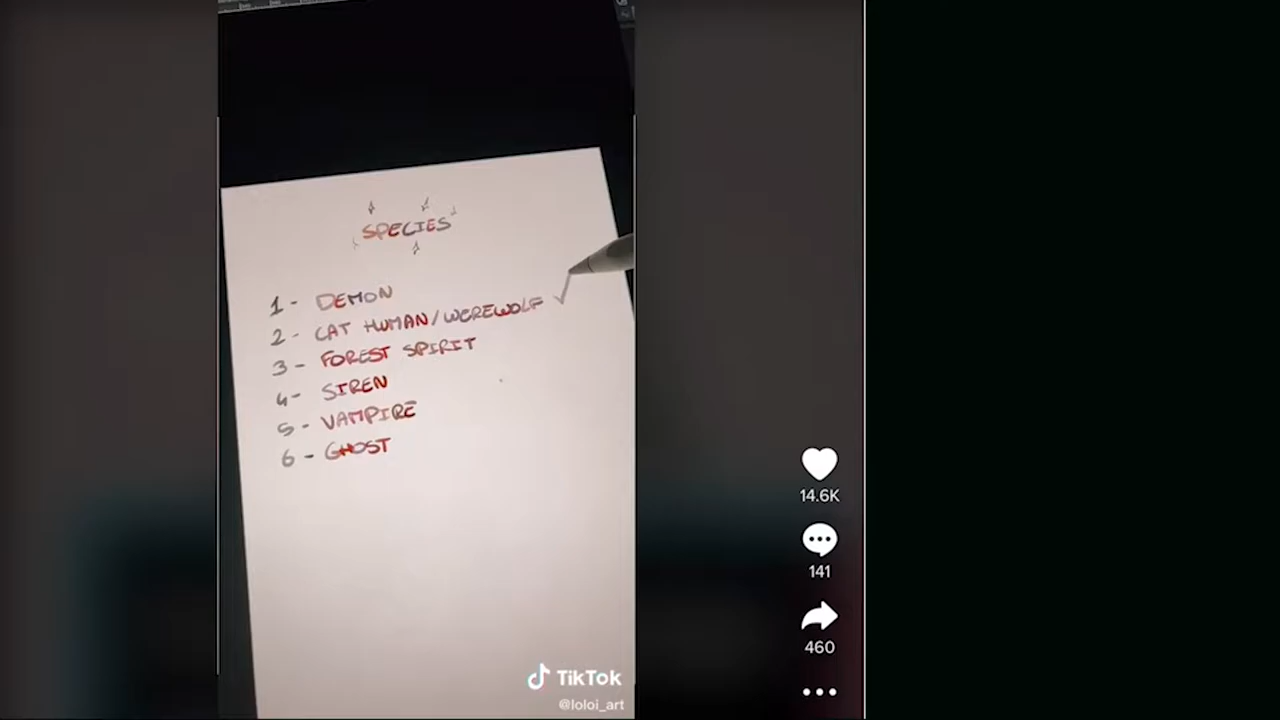 SPECIES
1- DEMON
2- CAT HUMAN/WEREWOLF ✓
3- FOREST SPIRIT
4- SIREN
5- VAMPIRE
6- GHOST
14.6K
141
460
TikTok
@loloi_art